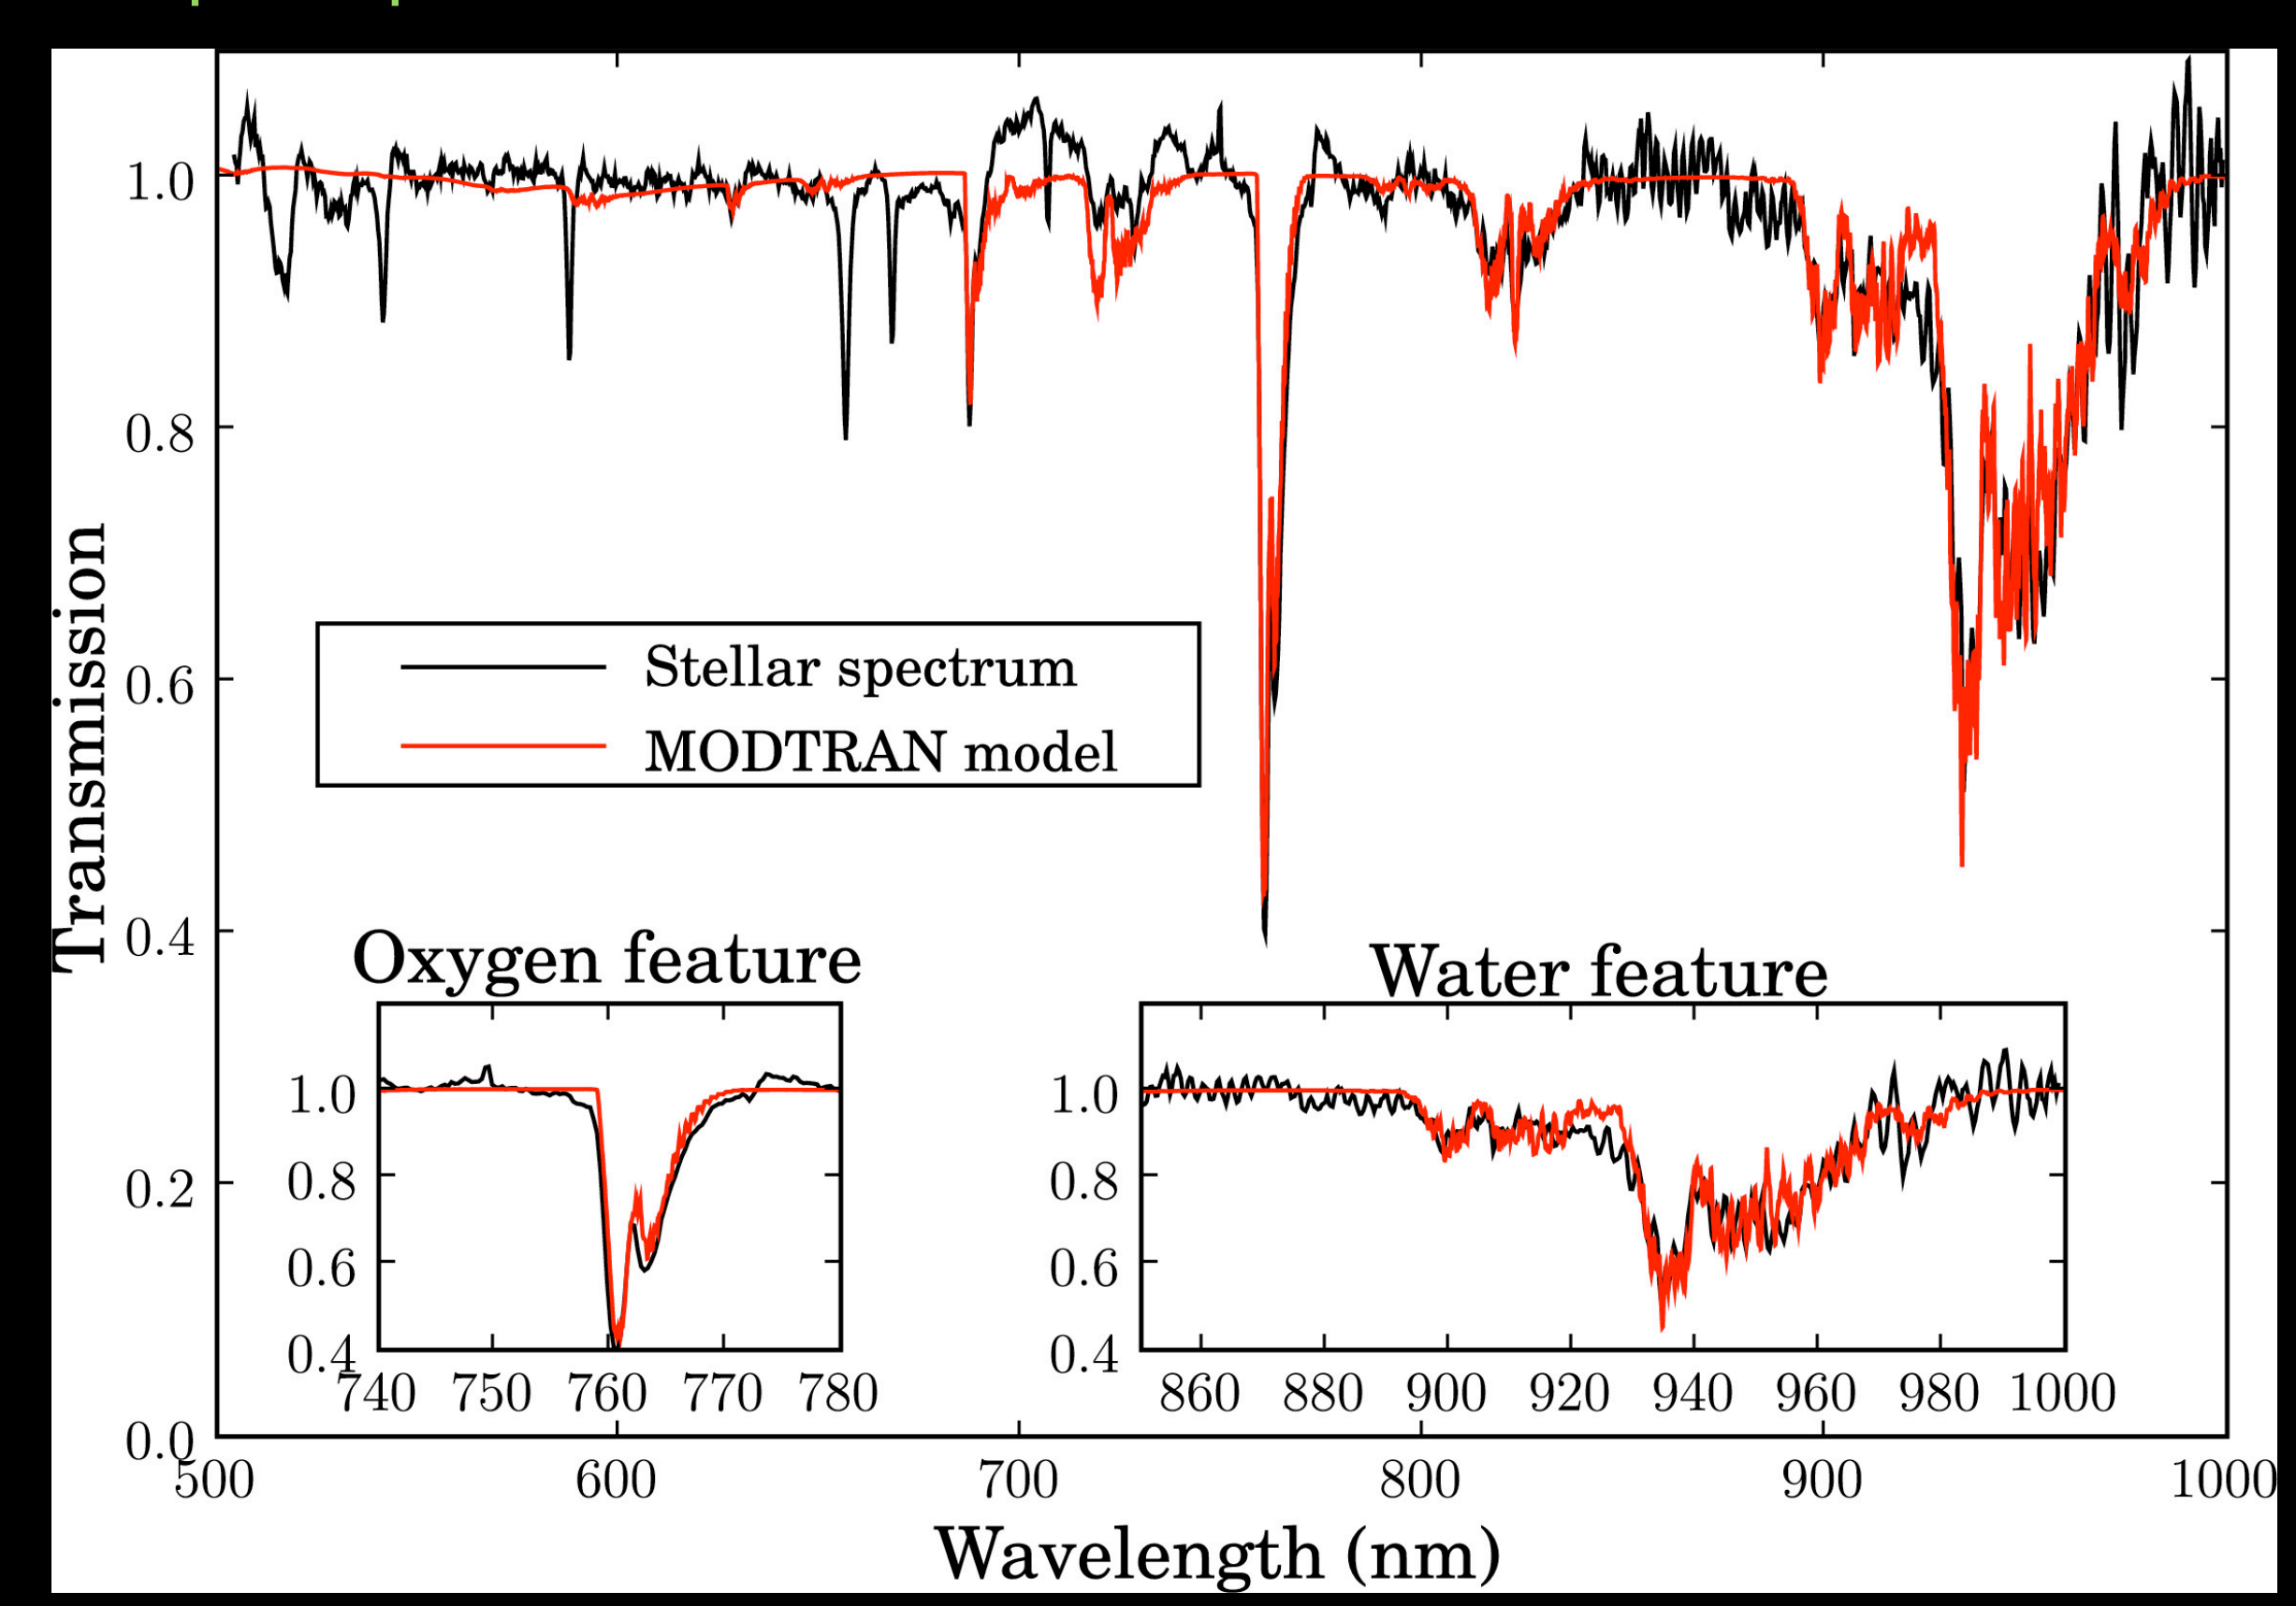 1.0
0.8
0.6
0.4
0.2
0.0
Transmission
Stellar spectrum
MODTRAN model
Oxygen feature
1.0
0.8
0.6
0.4
740 750 760 770 780
Water feature
1.0
0.8
0.6
0.4
860 880 900 920 940 960 980 1000
500 600 700 800 900 1000
Wavelength (nm)